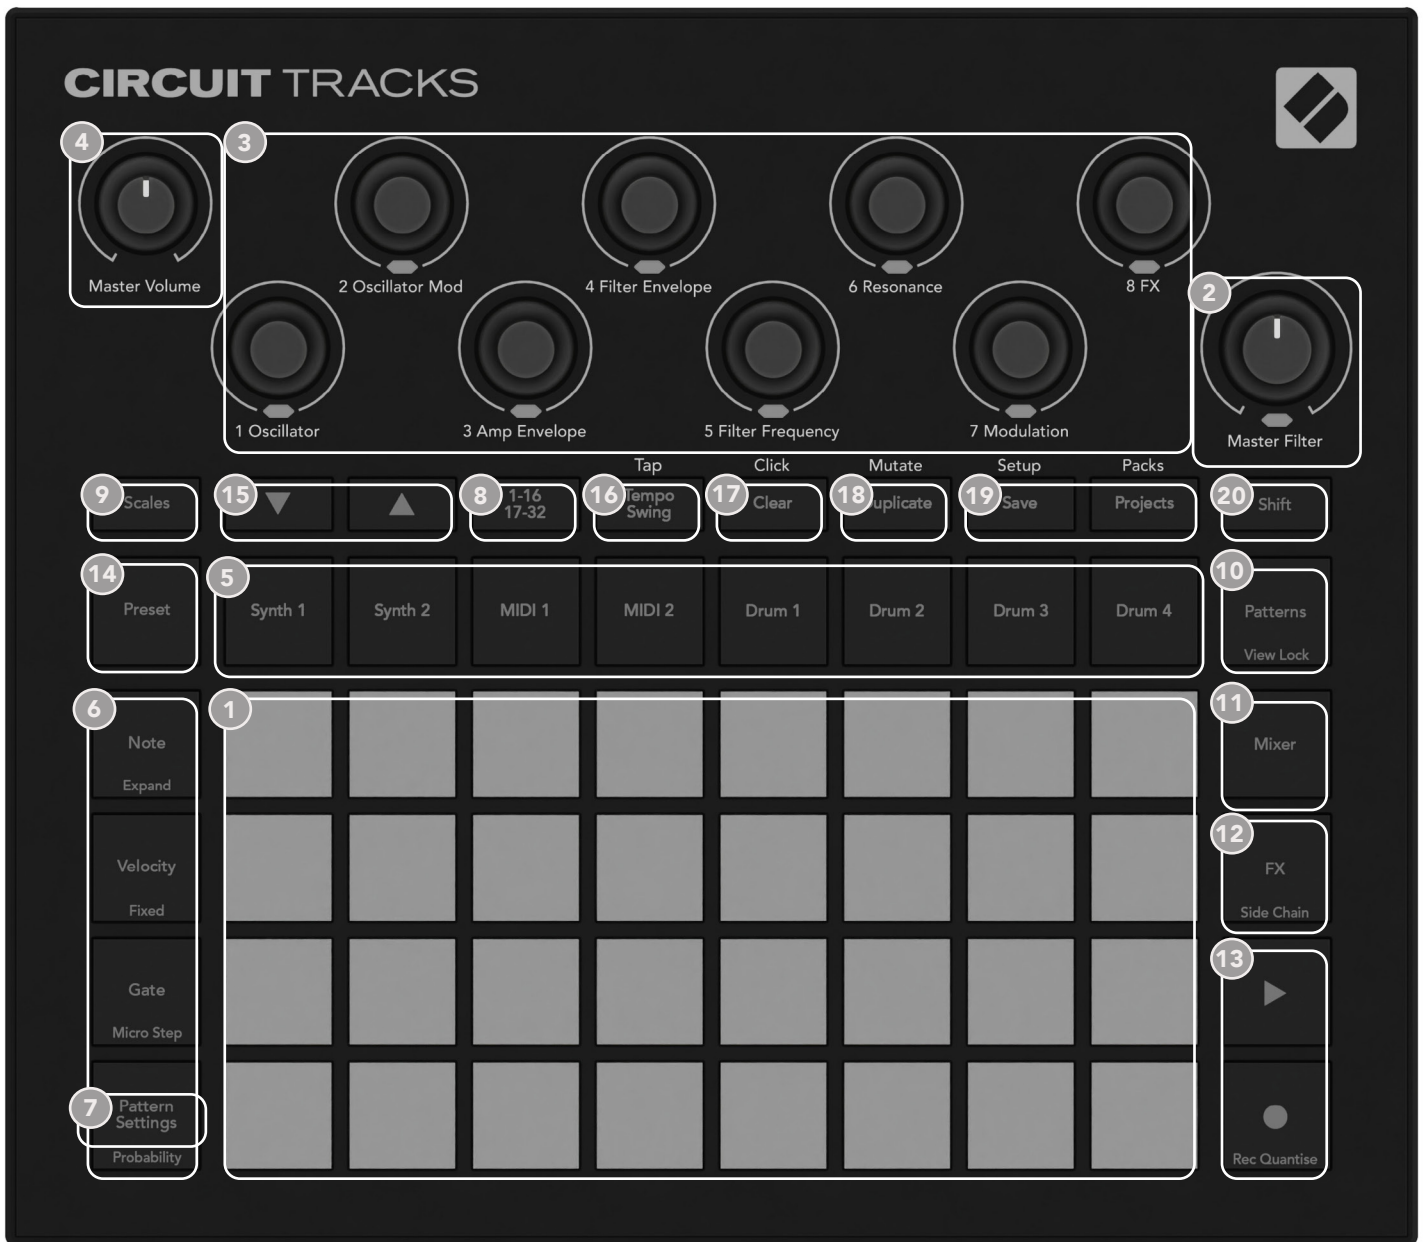 CIRCUIT TRACKS
4
3
Master Volume
2 Oscillator Mod
4 Filter Envelope
6 Resonance
8 FX
2
1 Oscillator
3 Amp Envelope
5 Filter Frequency
7 Modulation
Master Filter
Tap
Click
Mutate
Setup
Packs
9
Scales
15
8
1-16
17-32
16
Tempo
Swing
17
Clear
18
Duplicate
19
Save
Projects
20
Shift
14
Preset
5
Synth 1
Synth 2
MIDI 1
MIDI 2
Drum 1
Drum 2
Drum 3
Drum 4
10
Patterns
View Lock
6
Note
Expand
1
11
Mixer
Velocity
Fixed
12
FX
Side Chain
Gate
Micro Step
13
7
Pattern
Settings
Probability
Rec Quantise